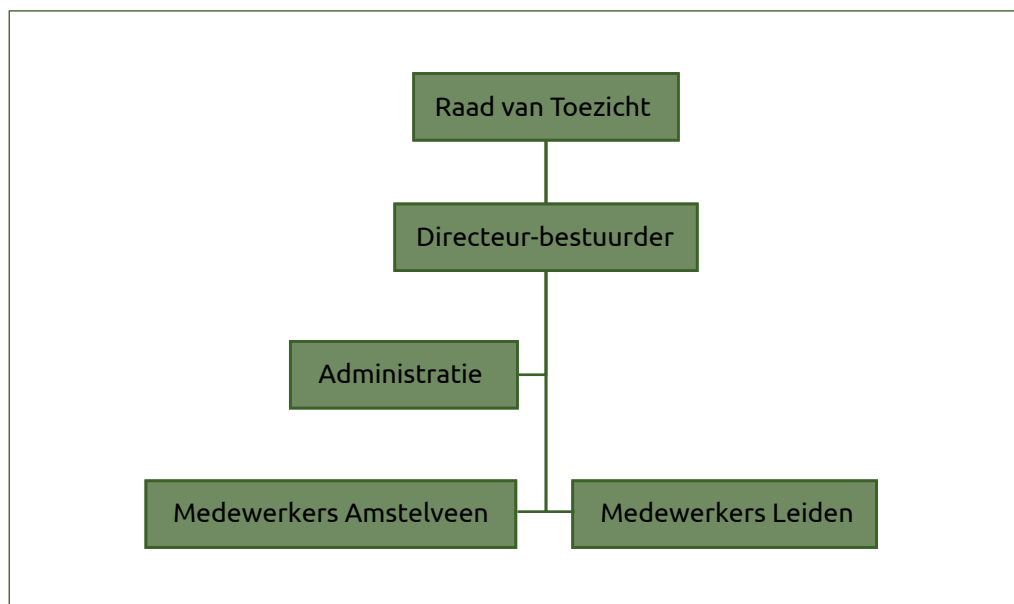 Raad van Toezicht
Directeur-bestuurder
Administratie
Medewerkers Amstelveen
Medewerkers Leiden